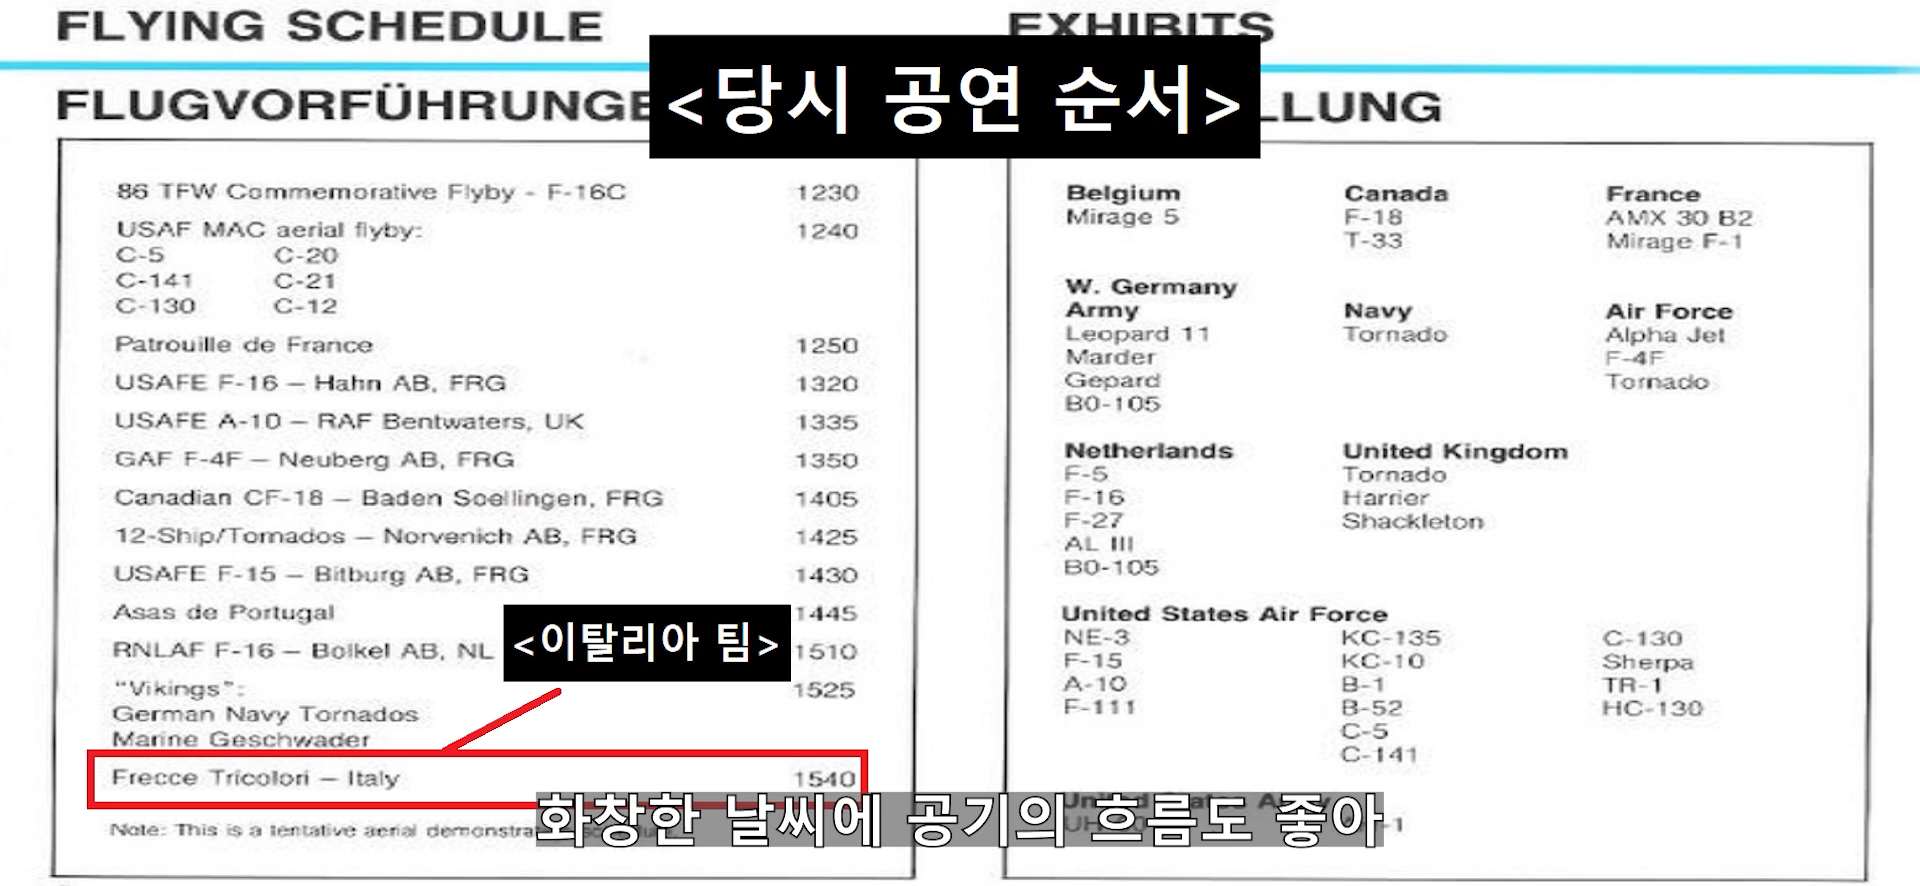 FLYING SCHEDULE
EXHIBITS
<당시 공연 순서>
FLUGVORFÜHRUNGE
LLUNG
86 TFW Commemorative Flyby - F-16C 1230
USAF MAC aerial flyby: 1240
C-5 C-20
C-141 C-21
C-130 C-12
Patrouille de France 1250
USAFE F-16 – Hahn AB, FRG 1320
USAFE A-10 – RAF Bentwaters, UK 1335
GAF F-4F – Neuberg AB, FRG 1350
Canadian CF-18 – Baden Soellingen, FRG 1405
12-Ship/Tornados – Norvenich AB, FRG 1425
USAFE F-15 – Bitburg AB, FRG 1430
Asas de Portugal 1445
RNLAF F-16 – Bolkel AB, NL 1510
<이탈리아 팀>
"Vikings": 1525
German Navy Tornados
Marine Geschwader
Frecce Tricolori – Italy 1540
Note: This is a tentative aerial
Belgium Canada France
Mirage 5 F-18 AMX 30 B2
T-33 Mirage F-1
W. Germany
Army Navy Air Force
Leopard 11 Tornado Alpha Jet
Marder F-4F
Gepard Tornado
B0-105
Netherlands United Kingdom
F-5 Tornado
F-16 Harrier
F-27 Shackleton
AL III
B0-105
United States Air Force
NE-3 KC-135 C-130
F-15 KC-10 Sherpa
A-10 B-1 TR-1
F-111 B-52 HC-130
C-5
C-141
화창한 날씨에 공기의 흐름도 좋아